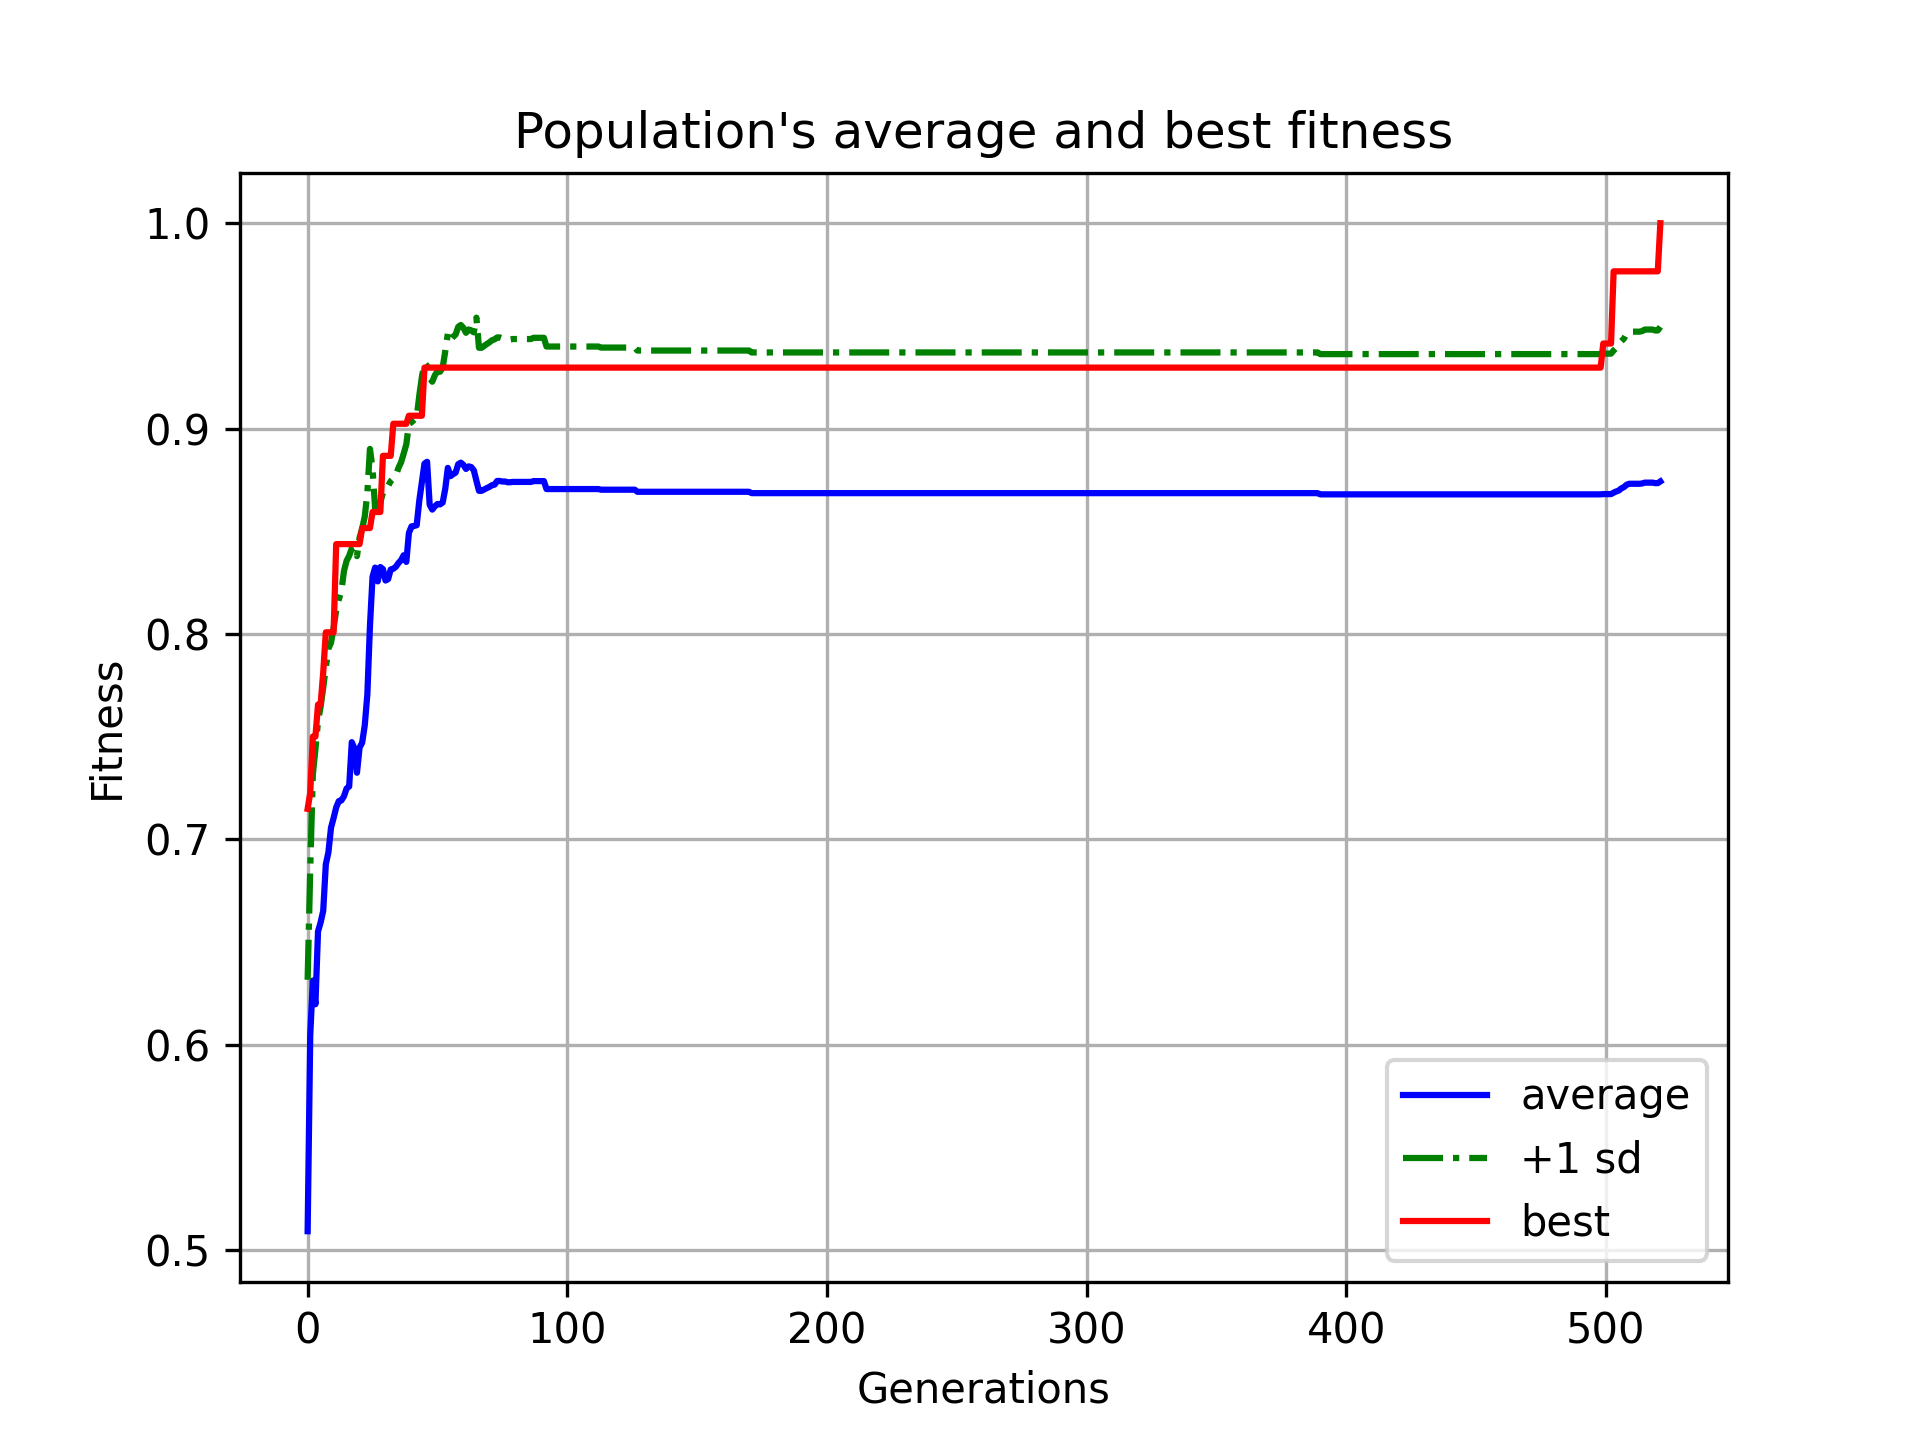 Population's average and best fitness
1.0
0.9
0.8
0.7
0.6
0.5
Fitness
0 100 200 300 400 500
Generations
average
+1 sd
best